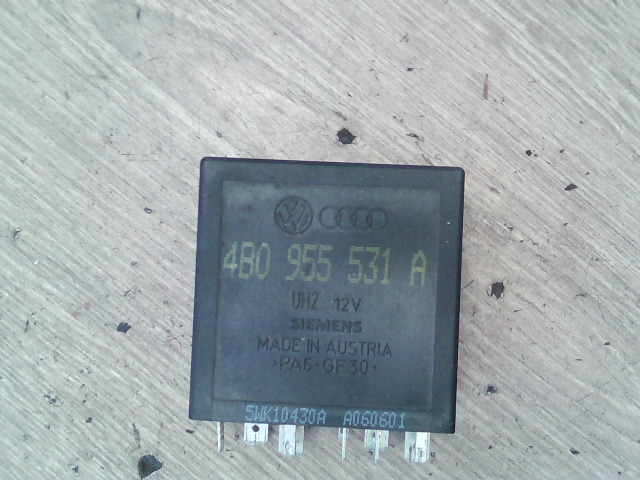 4B0 955 531 A
UHZ 12V
SIEMENS
MADE IN AUSTRIA
>PA6-GF30<
5WK10430A A060601